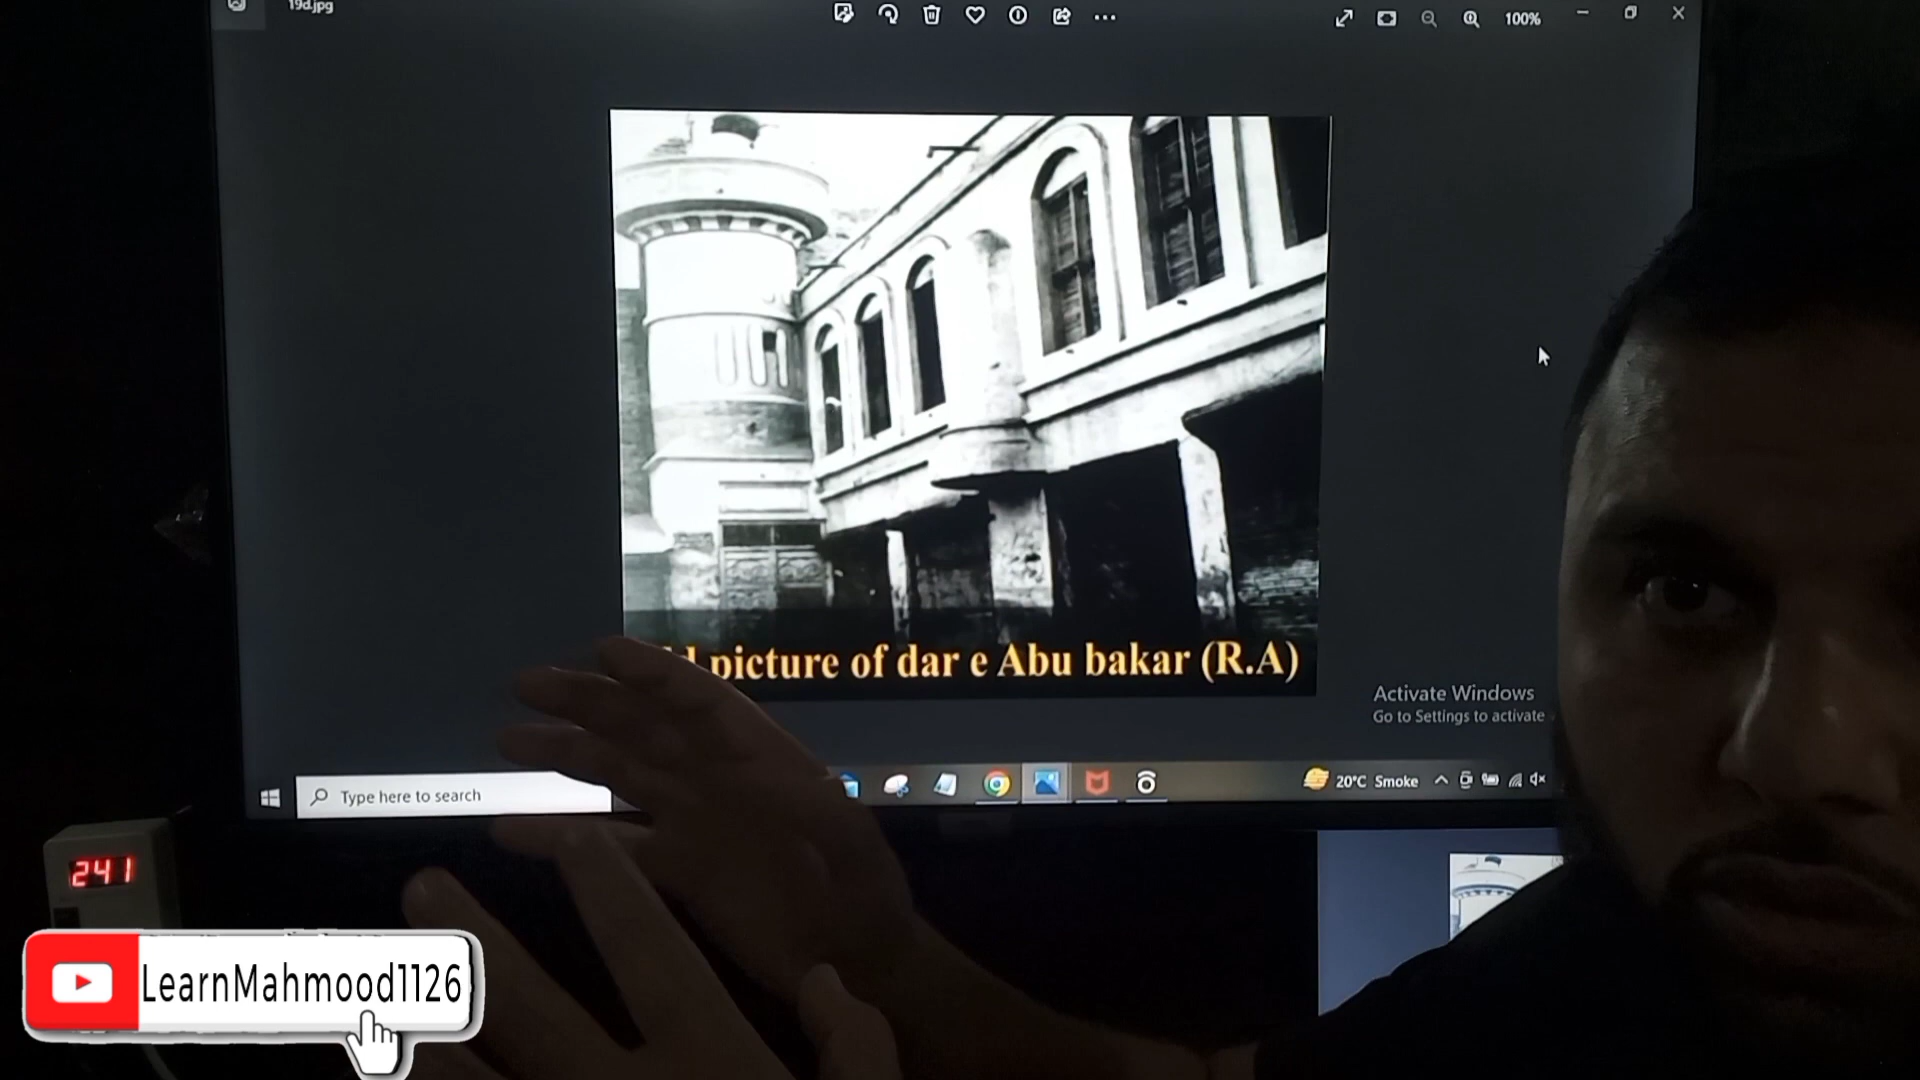 19d.jpg
100%
picture of dar e Abu bakar (R.A)
Activate Windows
Go to Settings to activate
Type here to search
20°C Smoke
241
LearnMahmood1126